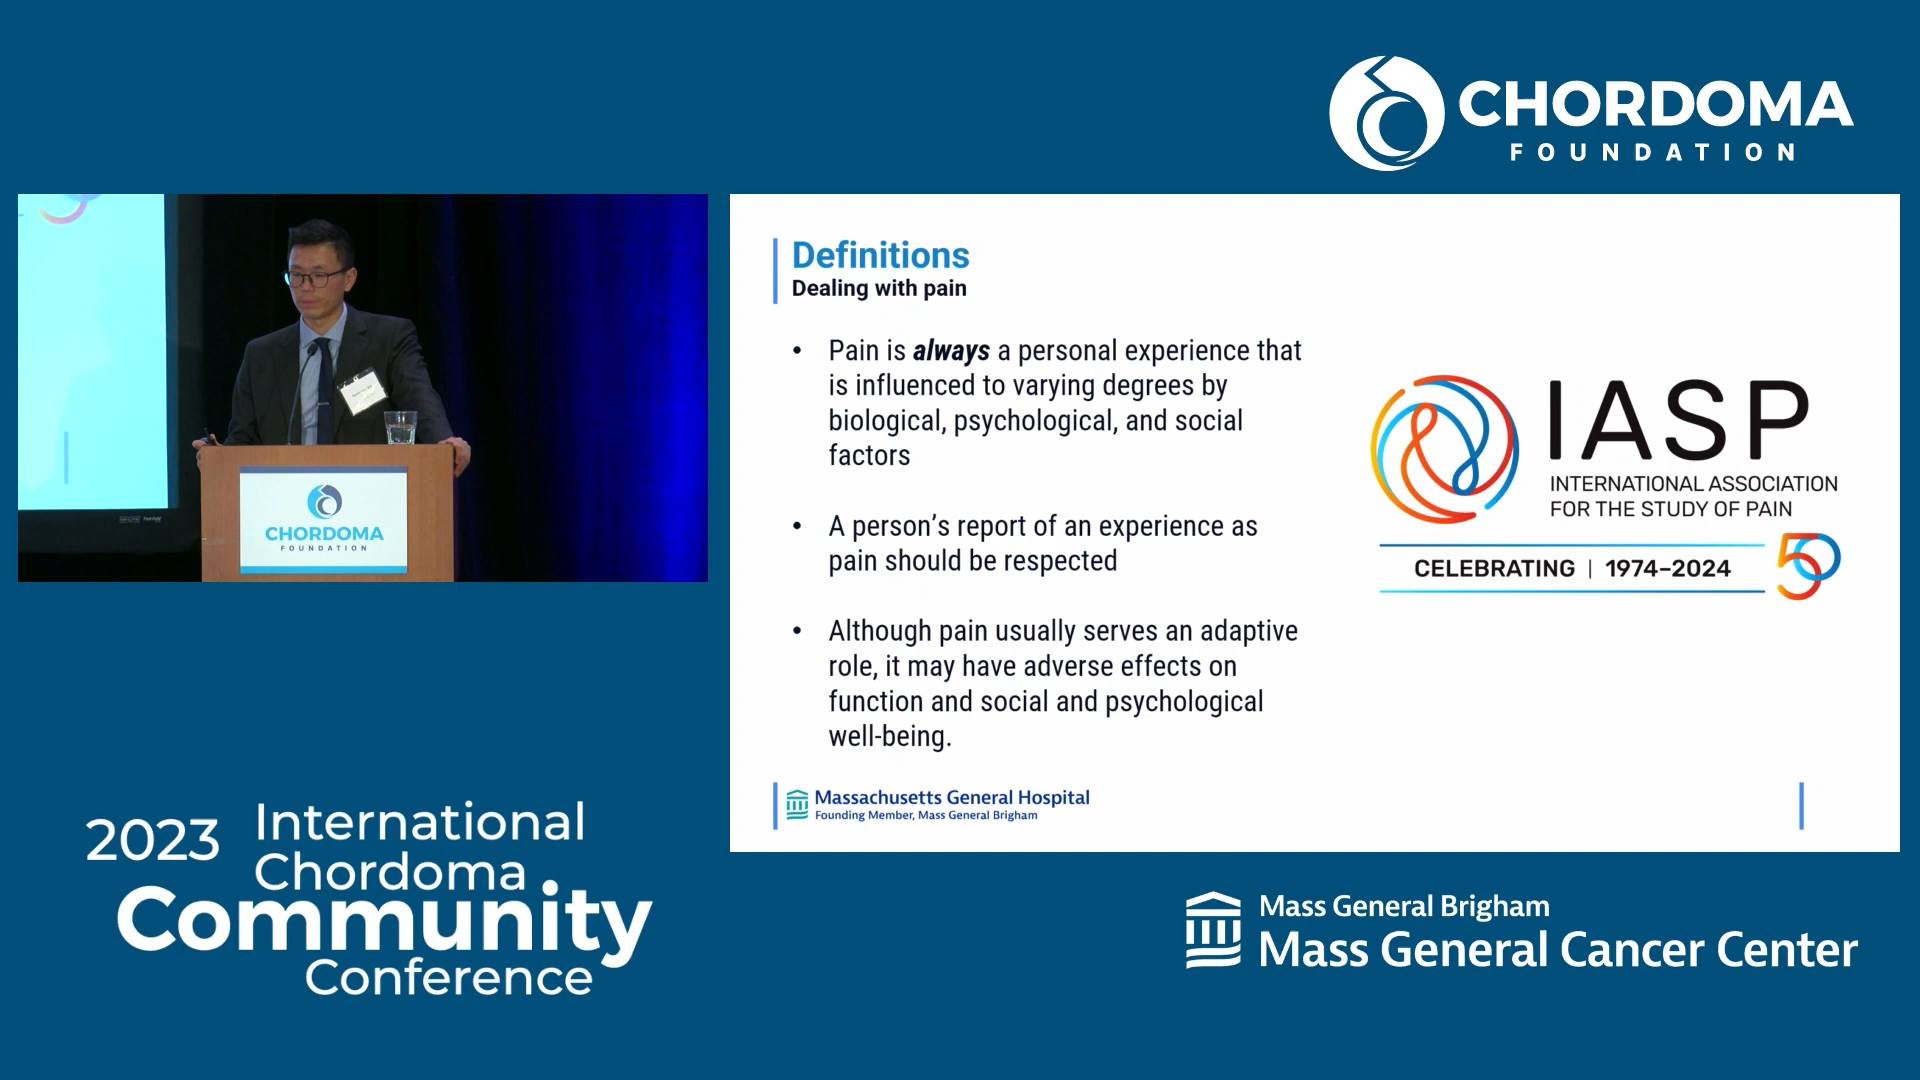 CHORDOMA
FOUNDATION
Definitions
Dealing with pain
• Pain is always a personal experience that
is influenced to varying degrees by
biological, psychological, and social
factors
• A person’s report of an experience as
pain should be respected
• Although pain usually serves an adaptive
role, it may have adverse effects on
function and social and psychological
well-being.
IASP
INTERNATIONAL ASSOCIATION
FOR THE STUDY OF PAIN
CELEBRATING | 1974–2024
50
Massachusetts General Hospital
Founding Member, Mass General Brigham
CHORDOMA
FOUNDATION
2023 International
Chordoma
Community
Conference
Mass General Brigham
Mass General Cancer Center